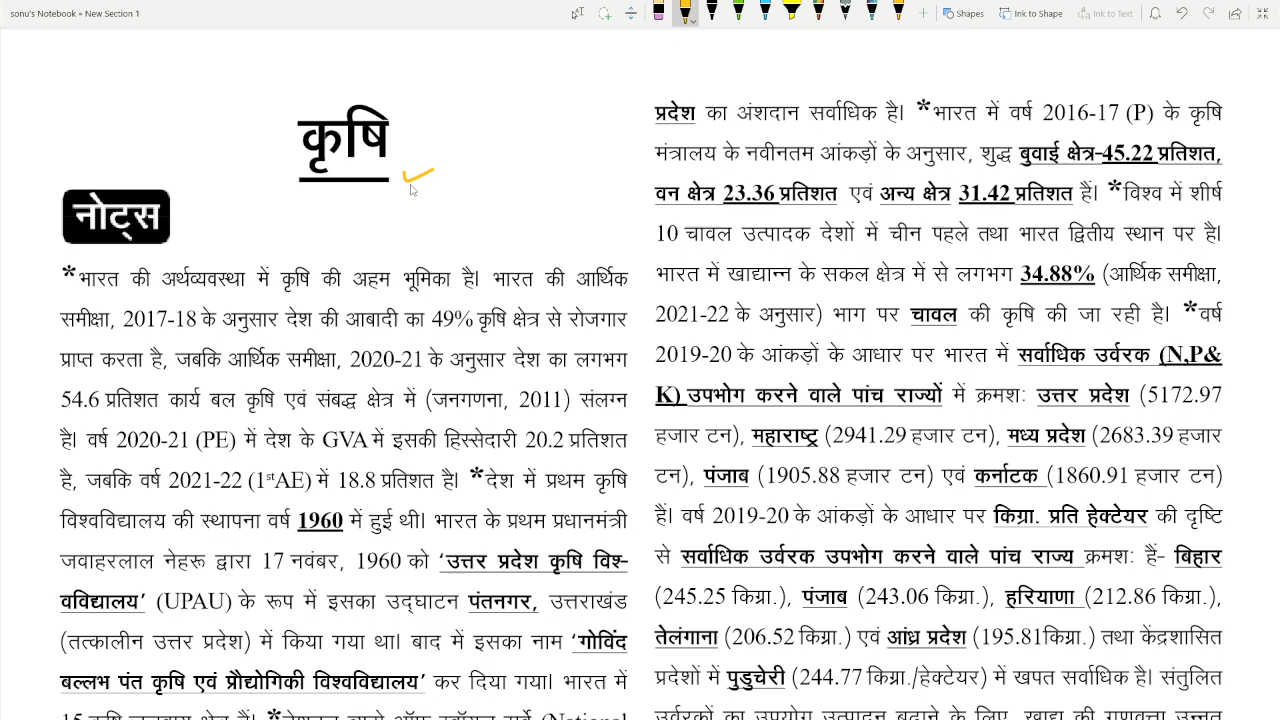 sonu's Notebook » New Section 1
Shapes
Ink to Shape
Ink to Text
कृषि
नोट्स
*भारत की अर्थव्यवस्था में कृषि की अहम भूमिका है। भारत की आर्थिक
समीक्षा, 2017-18 के अनुसार देश की आबादी का 49% कृषि क्षेत्र से रोजगार
प्राप्त करता है, जबकि आर्थिक समीक्षा, 2020-21 के अनुसार देश का लगभग
54.6 प्रतिशत कार्य बल कृषि एवं संबद्ध क्षेत्र में (जनगणना, 2011) संलग्न
है। वर्ष 2020-21 (PE) में देश के GVA में इसकी हिस्सेदारी 20.2 प्रतिशत
है, जबकि वर्ष 2021-22 (1stAE) में 18.8 प्रतिशत है। *देश में प्रथम कृषि
विश्वविद्यालय की स्थापना वर्ष 1960 में हुई थी। भारत के प्रथम प्रधानमंत्री
जवाहरलाल नेहरू द्वारा 17 नवंबर, 1960 को ‘उत्तर प्रदेश कृषि विश्-
वविद्यालय’ (UPAU) के रूप में इसका उद्घाटन पंतनगर, उत्तराखंड
(तत्कालीन उत्तर प्रदेश) में किया गया था। बाद में इसका नाम ‘गोविंद
बल्लभ पंत कृषि एवं प्रौद्योगिकी विश्वविद्यालय’ कर दिया गया। भारत में
प्रदेश का अंशदान सर्वाधिक है। *भारत में वर्ष 2016-17 (P) के कृषि
मंत्रालय के नवीनतम आंकड़ों के अनुसार, शुद्ध बुवाई क्षेत्र-45.22 प्रतिशत,
वन क्षेत्र 23.36 प्रतिशत एवं अन्य क्षेत्र 31.42 प्रतिशत हैं। *विश्व में शीर्ष
10 चावल उत्पादक देशों में चीन पहले तथा भारत द्वितीय स्थान पर है।
भारत में खाद्यान्न के सकल क्षेत्र में से लगभग 34.88% (आर्थिक समीक्षा,
2021-22 के अनुसार) भाग पर चावल की कृषि की जा रही है। *वर्ष
2019-20 के आंकड़ों के आधार पर भारत में सर्वाधिक उर्वरक (N,P&
K) उपभोग करने वाले पांच राज्यों में क्रमश: उत्तर प्रदेश (5172.97
हजार टन), महाराष्ट्र (2941.29 हजार टन), मध्य प्रदेश (2683.39 हजार
टन), पंजाब (1905.88 हजार टन) एवं कर्नाटक (1860.91 हजार टन)
हैं। वर्ष 2019-20 के आंकड़ों के आधार पर किग्रा. प्रति हेक्टेयर की दृष्टि
से सर्वाधिक उर्वरक उपभोग करने वाले पांच राज्य क्रमश: हैं- बिहार
(245.25 किग्रा.), पंजाब (243.06 किग्रा.), हरियाणा (212.86 किग्रा.),
तेलंगाना (206.52 किग्रा.) एवं आंध्र प्रदेश (195.81किग्रा.) तथा केंद्रशासित
प्रदेशों में पुडुचेरी (244.77 किग्रा./हेक्टेयर) में खपत सर्वाधिक है। संतुलित